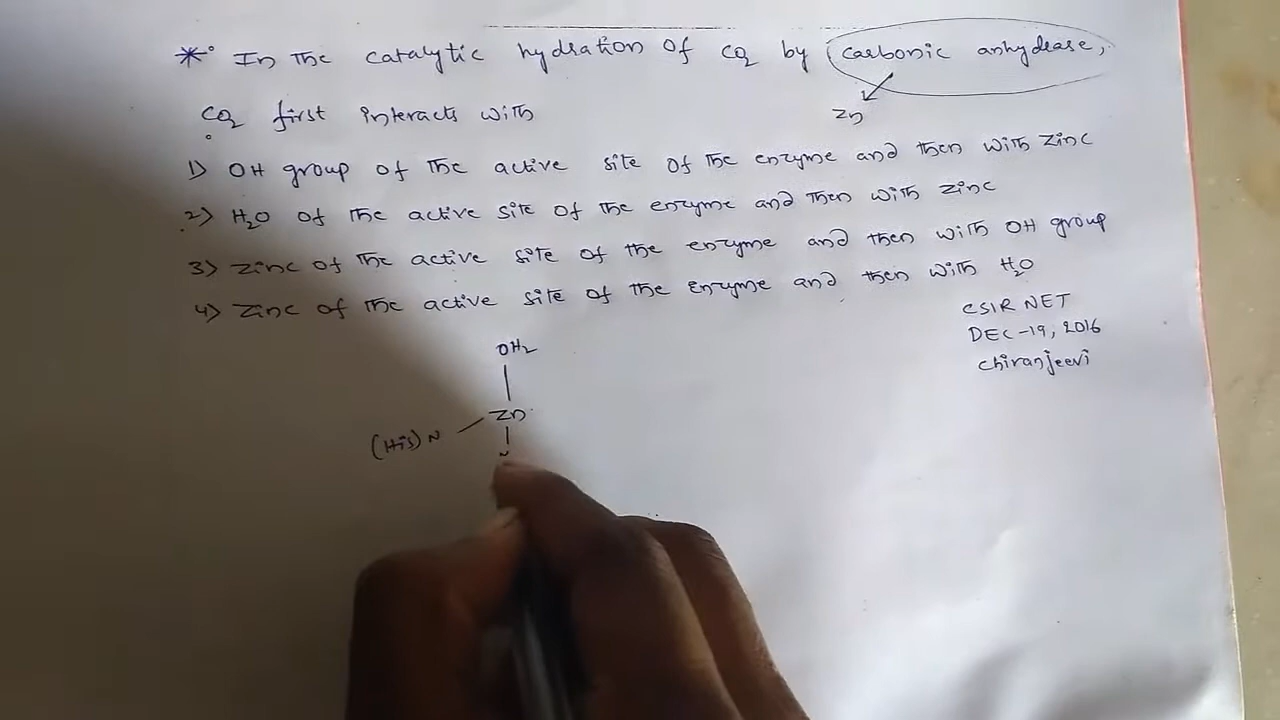 * In The catalytic hydration of CO2 by carbonic anhydrase,
Zn
CO2 first interacts with
1) OH group of The active site of The enzyme and then with Zinc
2) H2O of The active site of The enzyme and Then with zinc
3) zinc of The active site of the enzyme and then with OH group
4) Zinc of The active site of the Enzyme and then with H2O
CSIR NET
DEC-19, 2016
chiranjeevi
OH2
Zn
(His) N
N